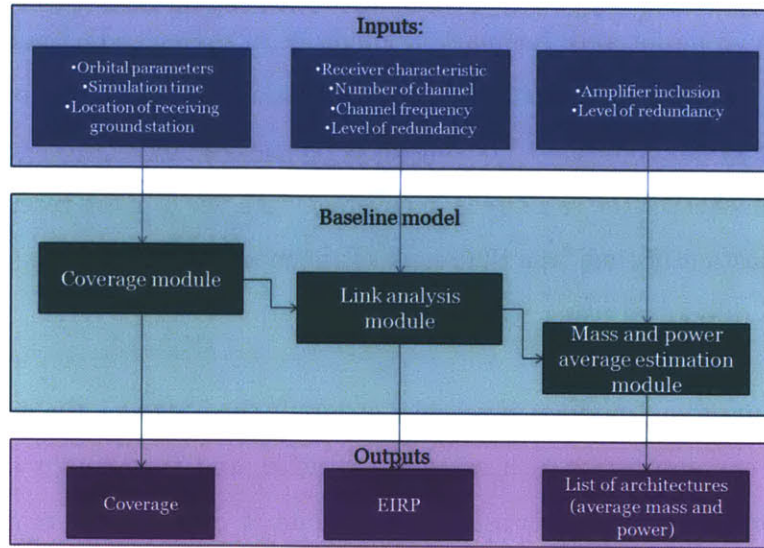 Inputs:
•Orbital parameters
•Simulation time
•Location of receiving
ground station
•Receiver characteristic
•Number of channel
•Channel frequency
•Level of redundancy
•Amplifier inclusion
•Level of redundancy
Baseline model
Coverage module
Link analysis
module
Mass and power
average estimation
module
Outputs
Coverage
EIRP
List of architectures
(average mass and
power)